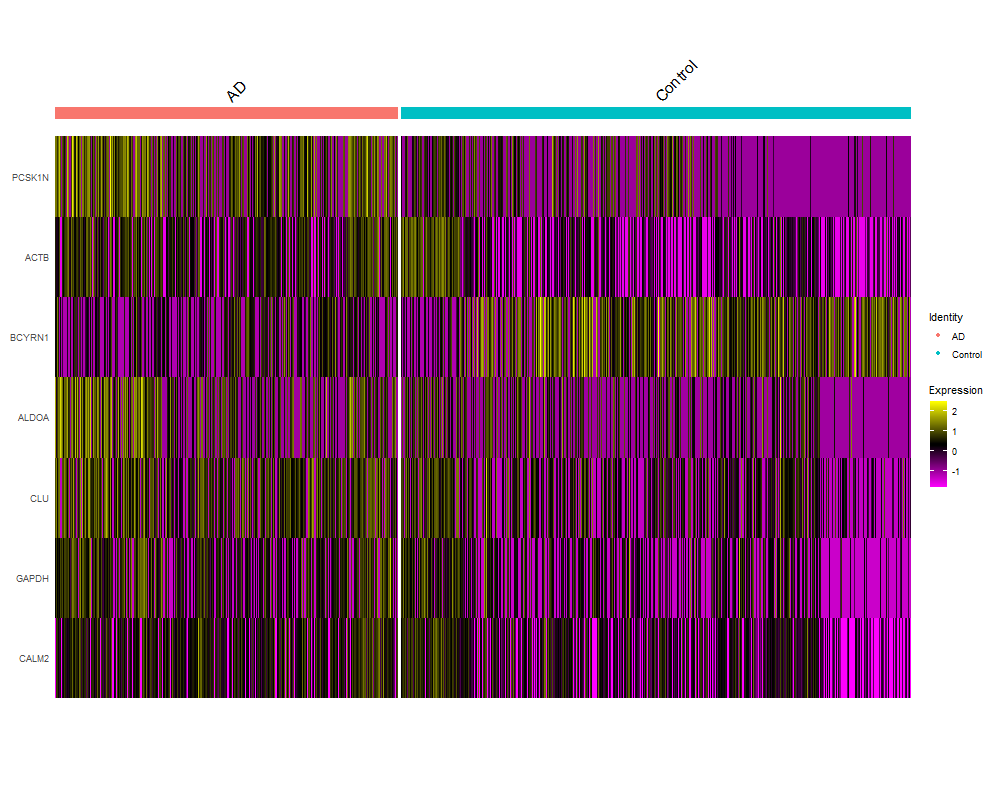 AD
Control
PCSK1N
ACTB
BCYRN1
ALDOA
CLU
GAPDH
CALM2
Identity
AD
Control
Expression
2
1
0
-1